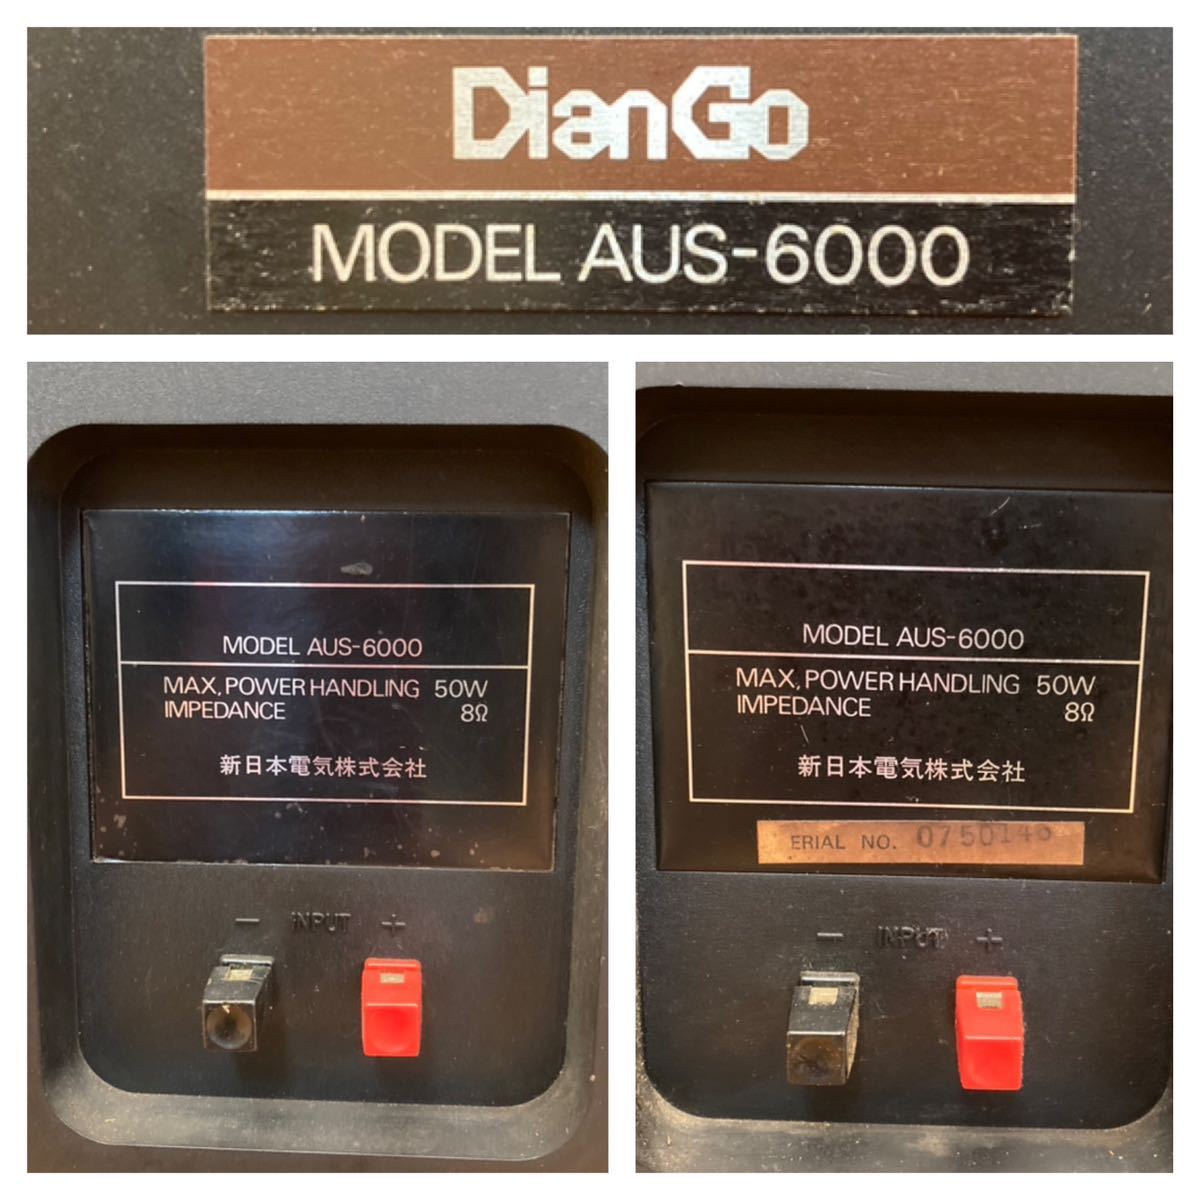 DianGo
MODEL AUS-6000
MODEL AUS-6000
MAX. POWER HANDLING 50W
IMPEDANCE 8Ω
新日本電気株式会社
− INPUT +
MODEL AUS-6000
MAX. POWER HANDLING 50W
IMPEDANCE 8Ω
新日本電気株式会社
ERIAL NO.
− INPUT +